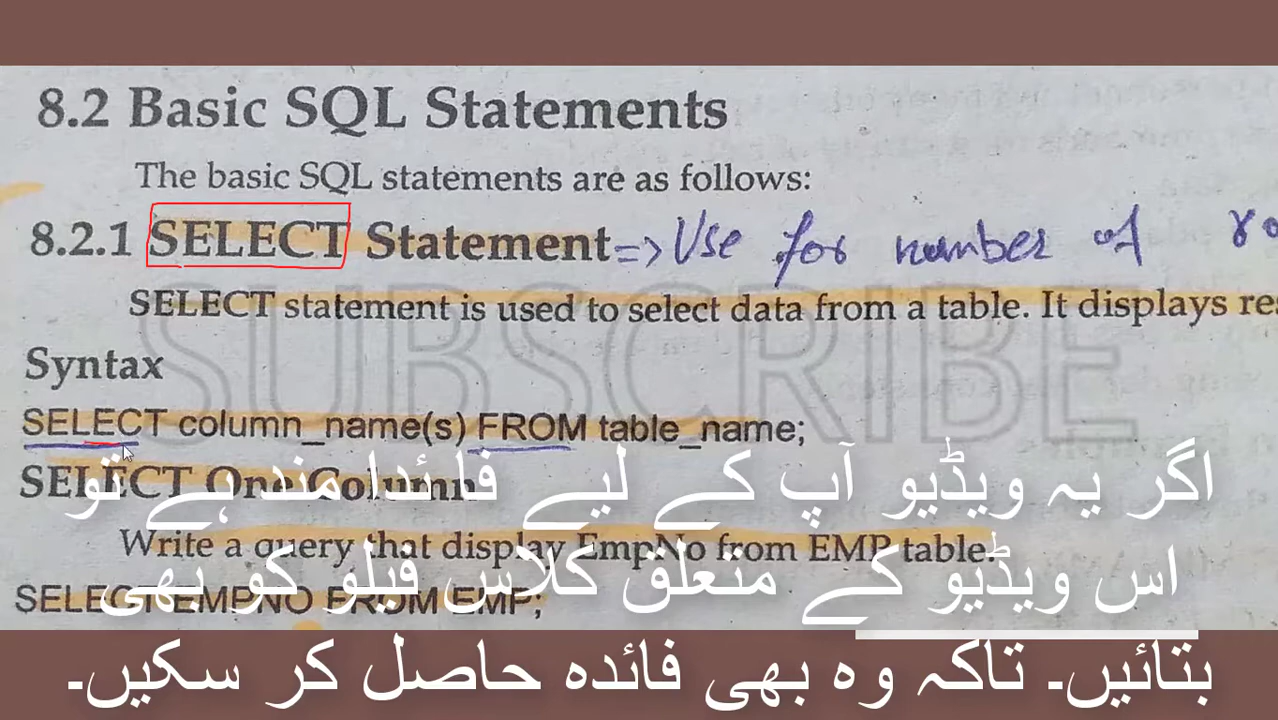 8.2 Basic SQL Statements
The basic SQL statements are as follows:
8.2.1 SELECT Statement => Use for number of
SELECT statement is used to select data from a table. It displays
SUBSCRIBE
Syntax
SELECT column_name(s) FROM table_name;
SELECT One Column
Write a query that display EmpNo from EMP table.
SELECT EMPNO FROM EMP;
اگر یہ ویڈیو آپ کے لیے فائدا مند ہے تو
اس ویڈیو کے متعلق کلاس فیلو کو بھی
بتائیں۔ تاکہ وہ بھی فائدہ حاصل کر سکیں۔